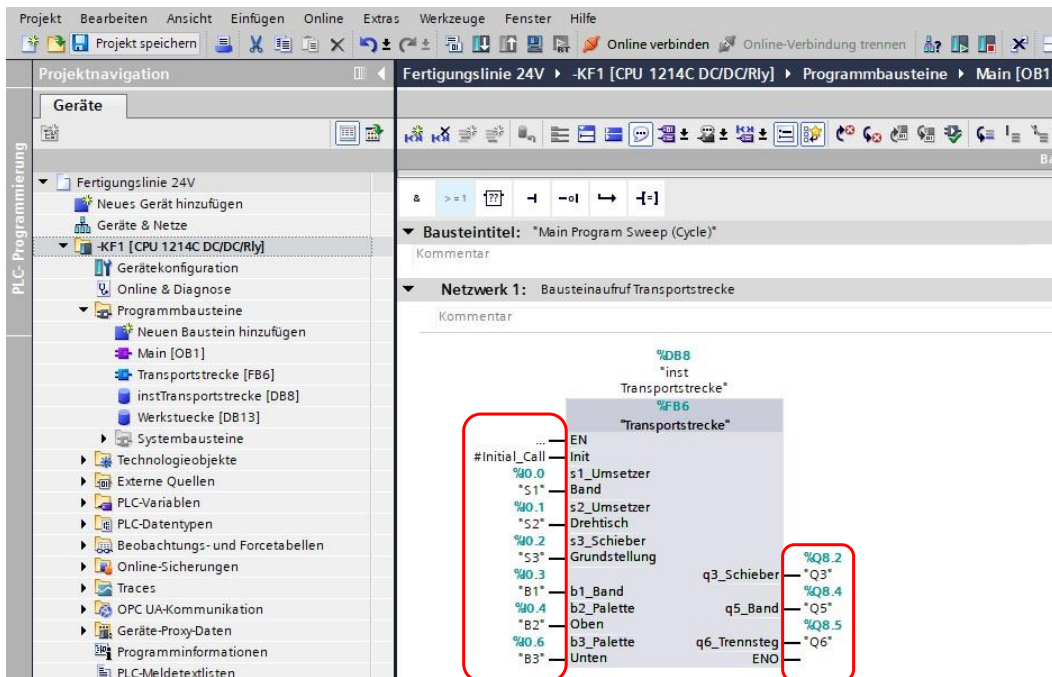 Projekt Bearbeiten Ansicht Einfügen Online Extras Werkzeuge Fenster Hilfe
Projekt speichern Online verbinden Online-Verbindung trennen
Projektnavigation
Fertigungslinie 24V ▸ -KF1 [CPU 1214C DC/DC/Rly] ▸ Programmbausteine ▸ Main [OB1
Geräte
PLC- Programmierung
Fertigungslinie 24V
Neues Gerät hinzufügen
Geräte & Netze
-KF1 [CPU 1214C DC/DC/Rly]
Gerätekonfiguration
Online & Diagnose
Programmbausteine
Neuen Baustein hinzufügen
Main [OB1]
Transportstrecke [FB6]
instTransportstrecke [DB8]
Werkstuecke [DB13]
Systembausteine
Technologieobjekte
Externe Quellen
PLC-Variablen
PLC-Datentypen
Beobachtungs- und Forcetabellen
Online-Sicherungen
Traces
OPC UA-Kommunikation
Geräte-Proxy-Daten
Programminformationen
PLC-Meldetextlisten
& >=1 ??
Bausteintitel: "Main Program Sweep (Cycle)"
Kommentar
Netzwerk 1: Bausteinaufruf Transportstrecke
Kommentar
%DB8
"inst
Transportstrecke"
%FB6
"Transportstrecke"
... EN
#Initial_Call Init
%I0.0 s1_Umsetzer
"S1" Band
%I0.1 s2_Umsetzer
"S2" Drehtisch
%I0.2 s3_Schieber
"S3" Grundstellung
%I0.3
"B1" b1_Band
%I0.4 b2_Palette
"B2" Oben
%I0.6 b3_Palette
"B3" Unten
%Q8.2
q3_Schieber "Q3"
%Q8.4
q5_Band "Q5"
%Q8.5
q6_Trennsteg "Q6"
ENO